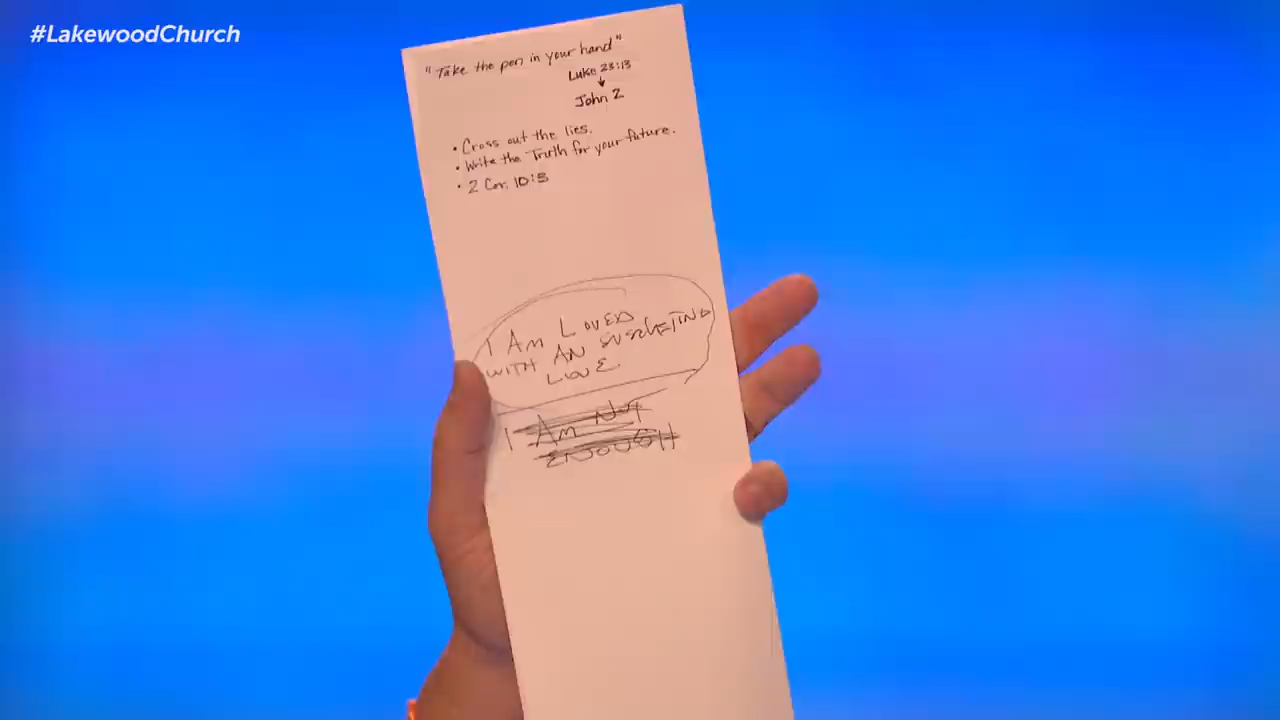 #LakewoodChurch
"Take the pen in your hand"
Luke 23:13
John 2
• Cross out the lies.
• Write the Truth for your future.
• 2 Cor. 10:5
I AM LOVED
WITH AN
LOVE
I AM NOT
ENOUGH